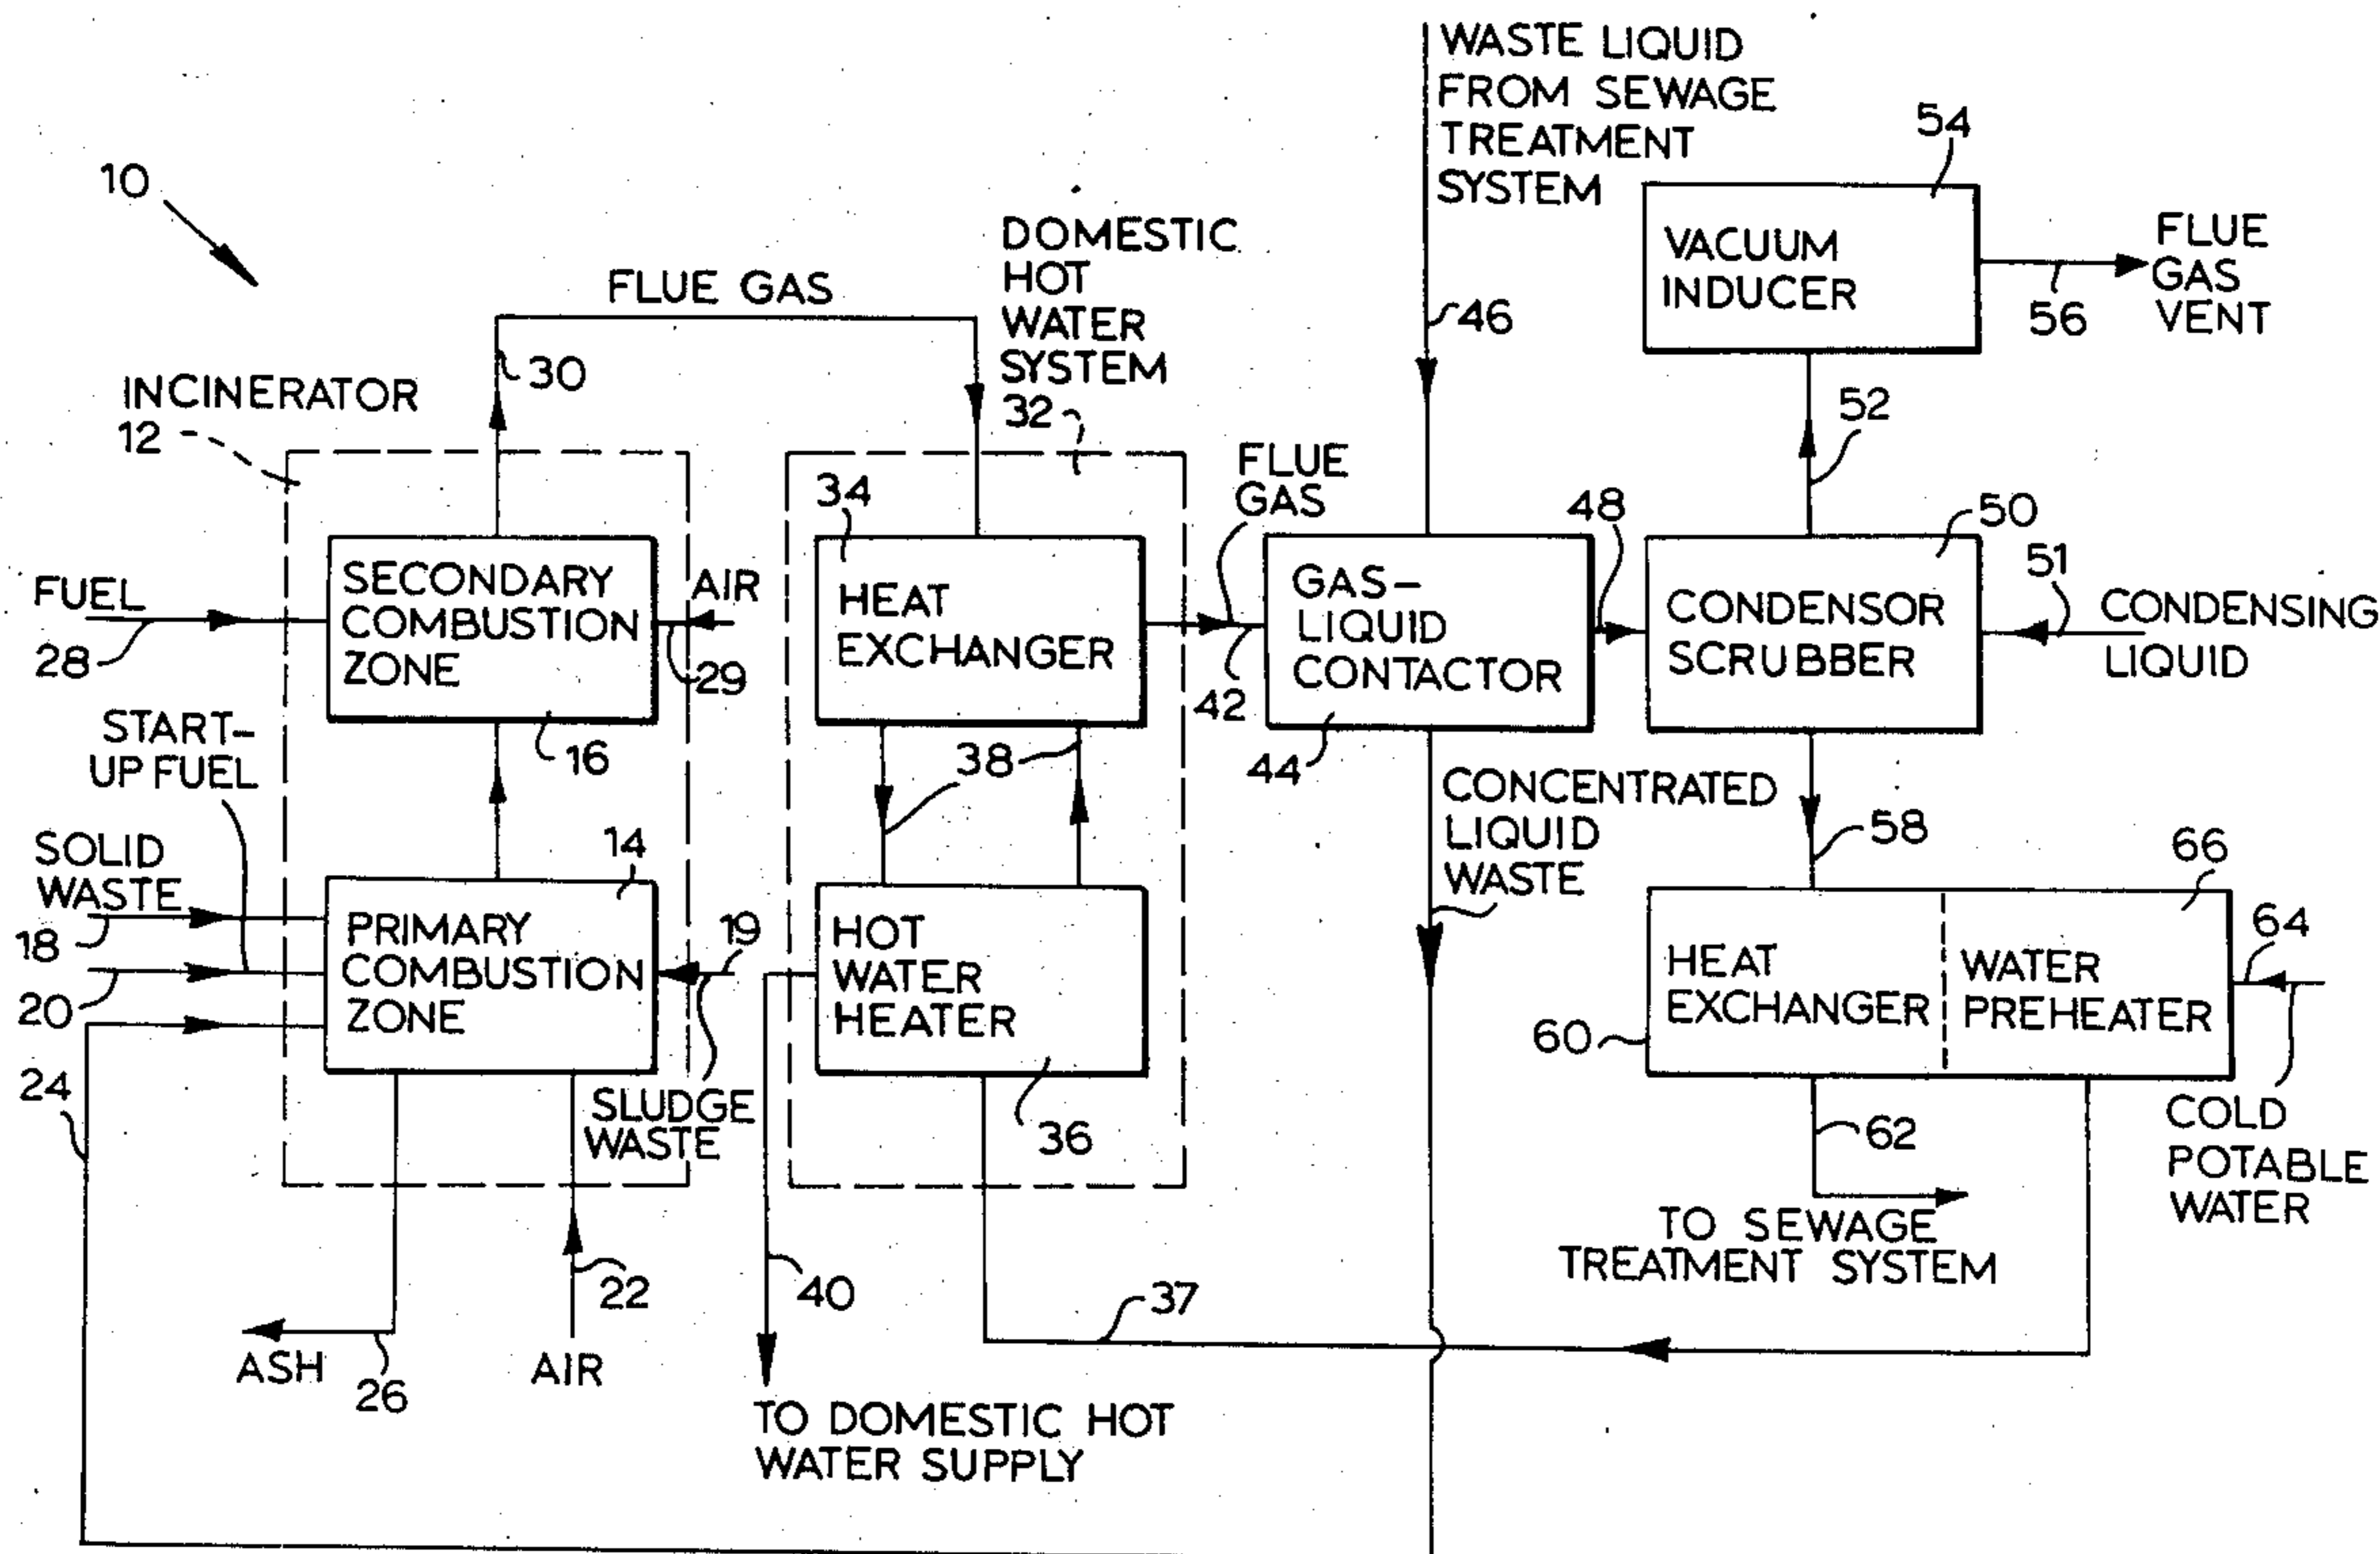 10
INCINERATOR
12
FLUE GAS
30
DOMESTIC
HOT
WATER
SYSTEM
32
WASTE LIQUID
FROM SEWAGE
TREATMENT
SYSTEM
46
54
VACUUM
INDUCER
56
FLUE
GAS
VENT
52
FUEL
28
SECONDARY
COMBUSTION
ZONE
AIR
29
16
34
HEAT
EXCHANGER
FLUE
GAS
42
GAS-
LIQUID
CONTACTOR
44
48
CONDENSOR
SCRUBBER
50
51
CONDENSING
LIQUID
START-
UP FUEL
SOLID
WASTE
18
20
24
14
PRIMARY
COMBUSTION
ZONE
19
SLUDGE
WASTE
38
HOT
WATER
HEATER
36
CONCENTRATED
LIQUID
WASTE
58
66
HEAT
EXCHANGER
WATER
PREHEATER
60
64
COLD
POTABLE
WATER
62
TO SEWAGE
TREATMENT SYSTEM
ASH
26
22
AIR
40
TO DOMESTIC HOT
WATER SUPPLY
37